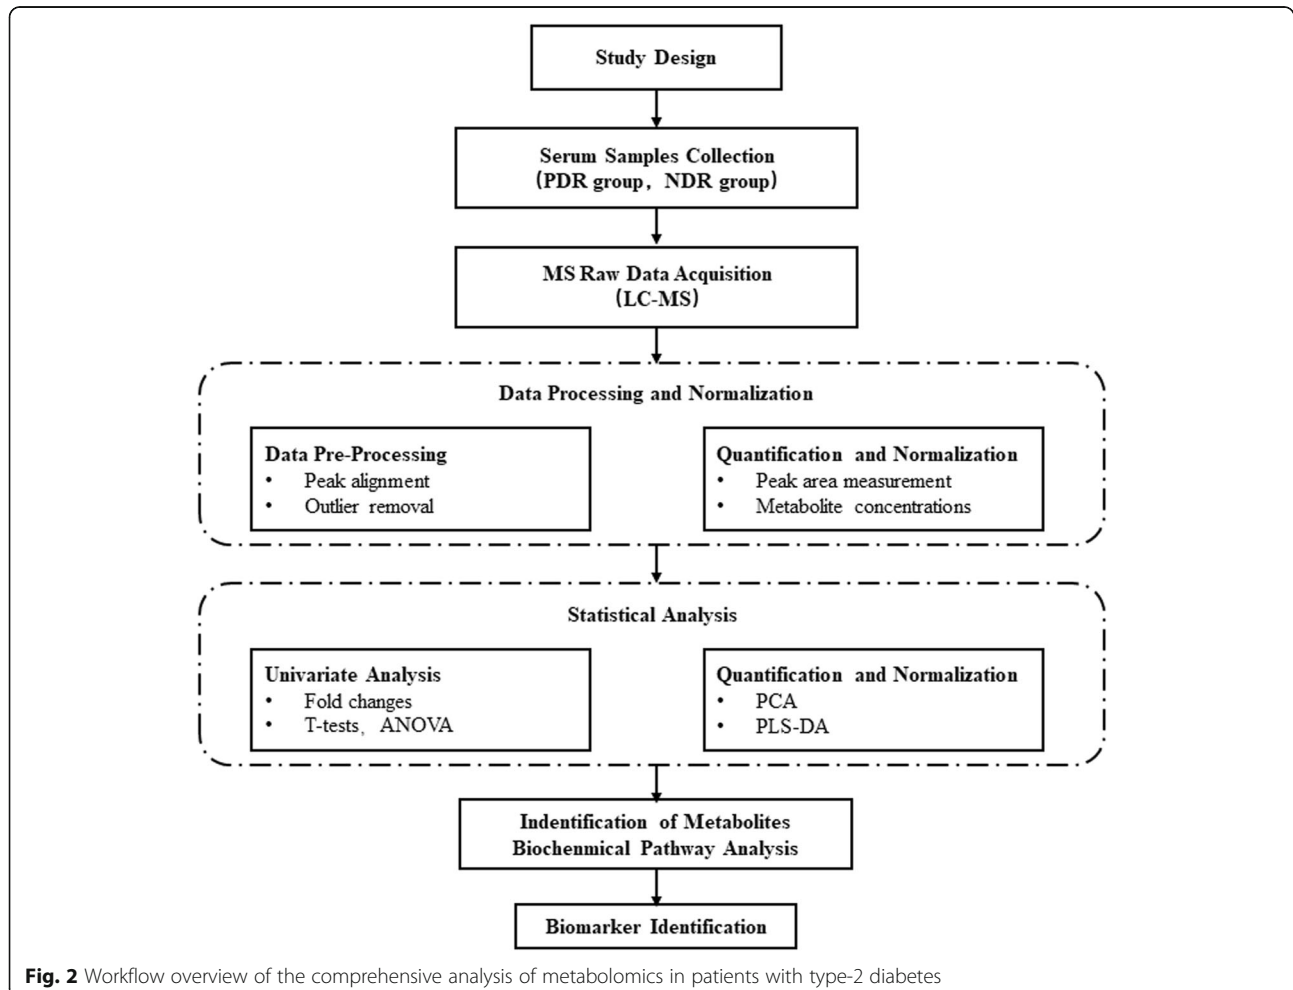 Study Design
Serum Samples Collection
(PDR group, NDR group)
MS Raw Data Acquisition
(LC-MS)
Data Processing and Normalization
Data Pre-Processing
• Peak alignment
• Outlier removal
Quantification and Normalization
• Peak area measurement
• Metabolite concentrations
Statistical Analysis
Univariate Analysis
• Fold changes
• T-tests, ANOVA
Quantification and Normalization
• PCA
• PLS-DA
Indentification of Metabolites
Biochenmical Pathway Analysis
Biomarker Identification
Fig. 2 Workflow overview of the comprehensive analysis of metabolomics in patients with type-2 diabetes